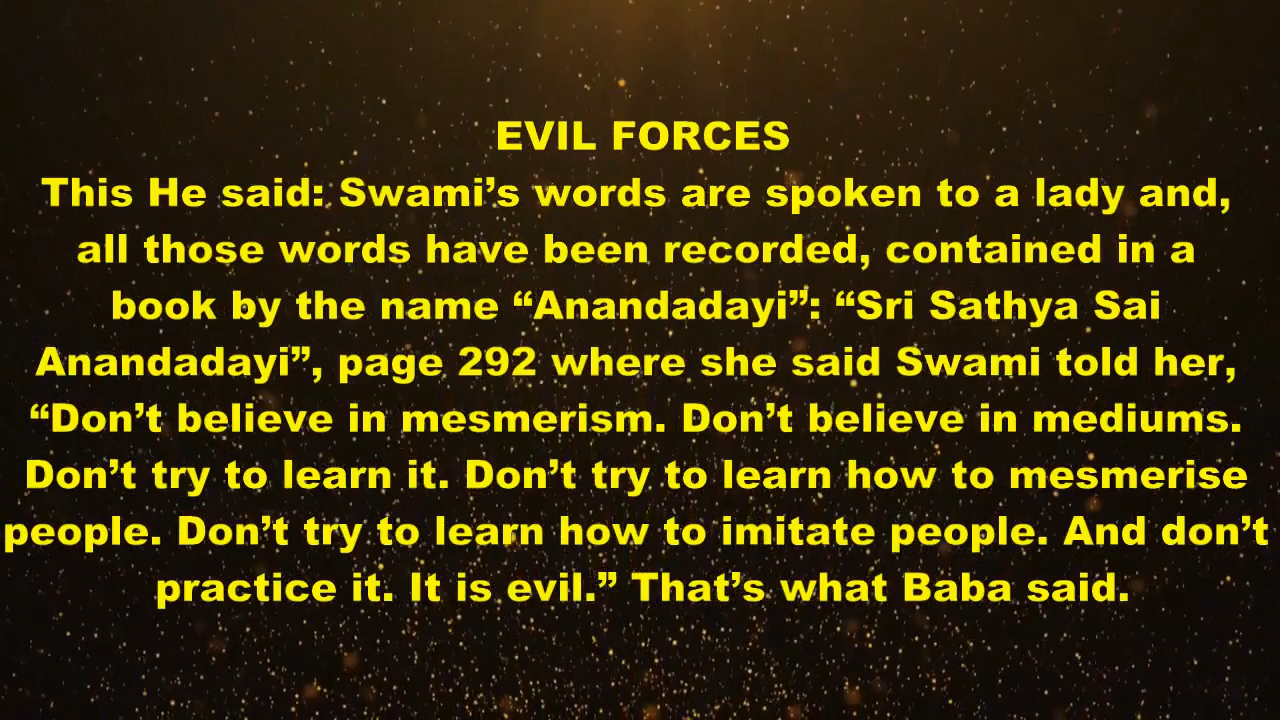 EVIL FORCES
This He said: Swami’s words are spoken to a lady and,
all those words have been recorded, contained in a
book by the name “Anandadayi”: “Sri Sathya Sai
Anandadayi”, page 292 where she said Swami told her,
“Don’t believe in mesmerism. Don’t believe in mediums.
Don’t try to learn it. Don’t try to learn how to mesmerise
people. Don’t try to learn how to imitate people. And don’t
practice it. It is evil.” That’s what Baba said.